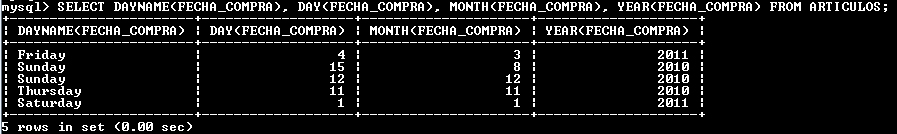 mysql> SELECT DAYNAME(FECHA_COMPRA), DAY(FECHA_COMPRA), MONTH(FECHA_COMPRA), YEAR(FECHA_COMPRA) FROM ARTICULOS;
+-----------------------+-------------------+---------------------+--------------------+
| DAYNAME(FECHA_COMPRA) | DAY(FECHA_COMPRA) | MONTH(FECHA_COMPRA) | YEAR(FECHA_COMPRA) |
+-----------------------+-------------------+---------------------+--------------------+
| Friday                |                 4 |                   3 |               2011 |
| Sunday                |                15 |                   8 |               2010 |
| Sunday                |                12 |                  12 |               2010 |
| Thursday              |                11 |                  11 |               2010 |
| Saturday              |                 1 |                   1 |               2011 |
+-----------------------+-------------------+---------------------+--------------------+
5 rows in set (0.00 sec)